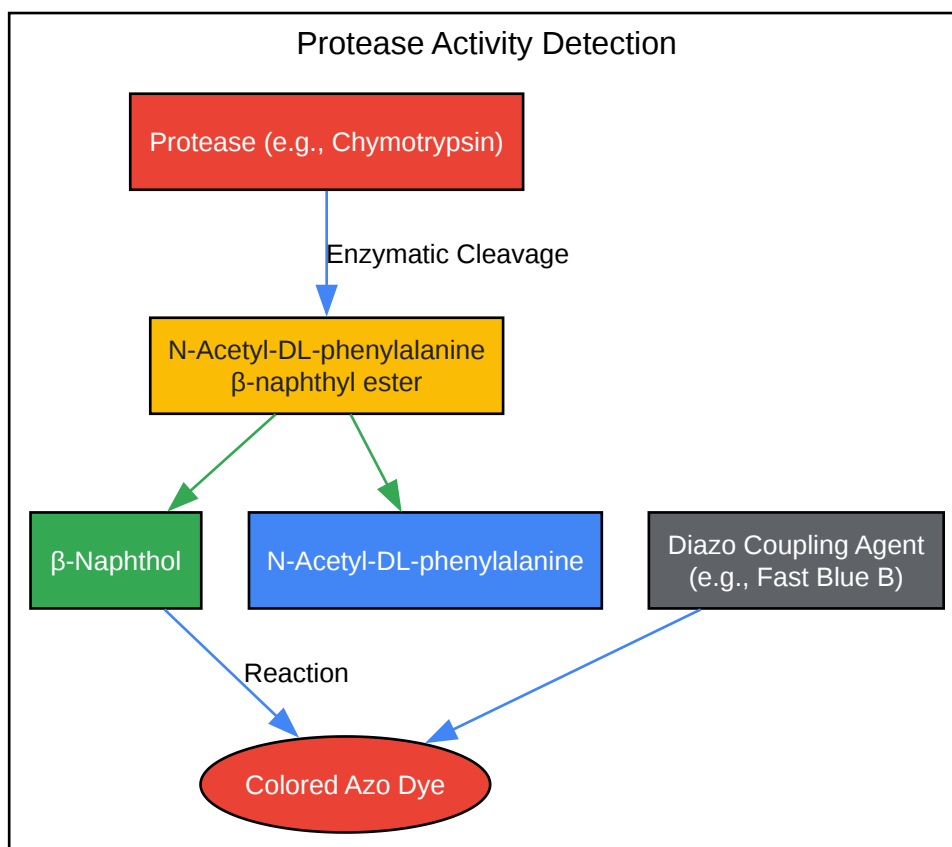 Protease Activity Detection
Protease (e.g., Chymotrypsin)
Enzymatic Cleavage
N-Acetyl-DL-phenylalanine
β-naphthyl ester
β-Naphthol
N-Acetyl-DL-phenylalanine
Diazo Coupling Agent
(e.g., Fast Blue B)
Reaction
Colored Azo Dye